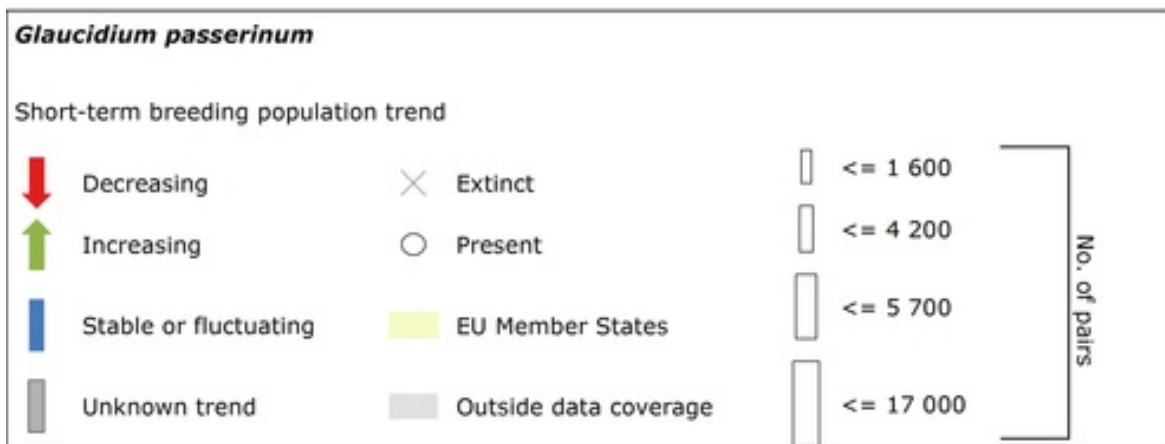 Glaucidium passerinum
Short-term breeding population trend
Decreasing
Increasing
Stable or fluctuating
Unknown trend
Extinct
Present
EU Member States
Outside data coverage
<= 1 600
<= 4 200
<= 5 700
<= 17 000
No. of pairs